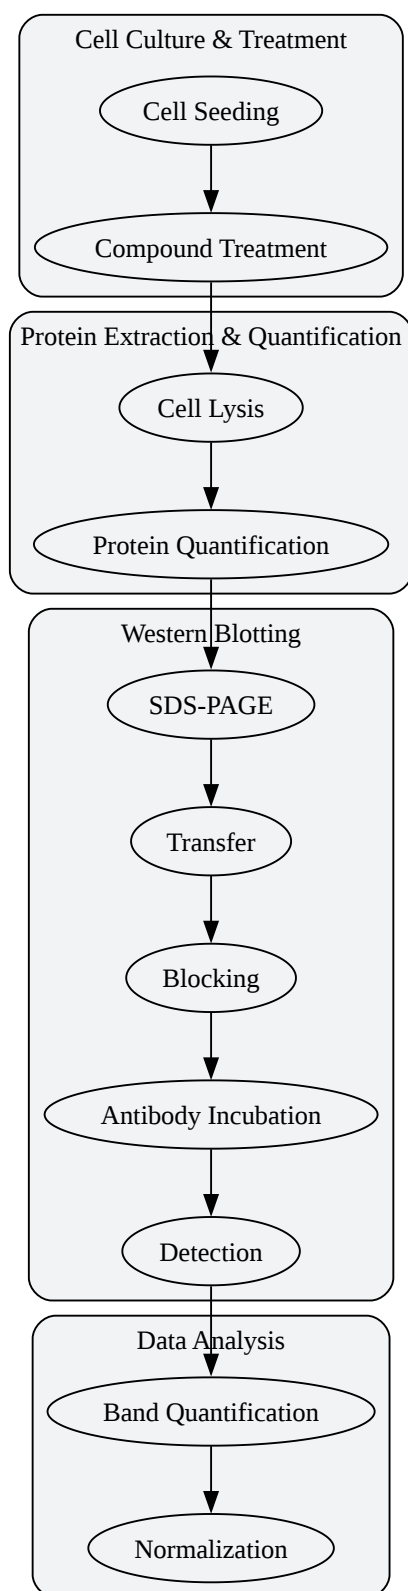 Cell Culture & Treatment
Cell Seeding
Compound Treatment
Protein Extraction & Quantification
Cell Lysis
Protein Quantification
Western Blotting
SDS-PAGE
Transfer
Blocking
Antibody Incubation
Detection
Data Analysis
Band Quantification
Normalization